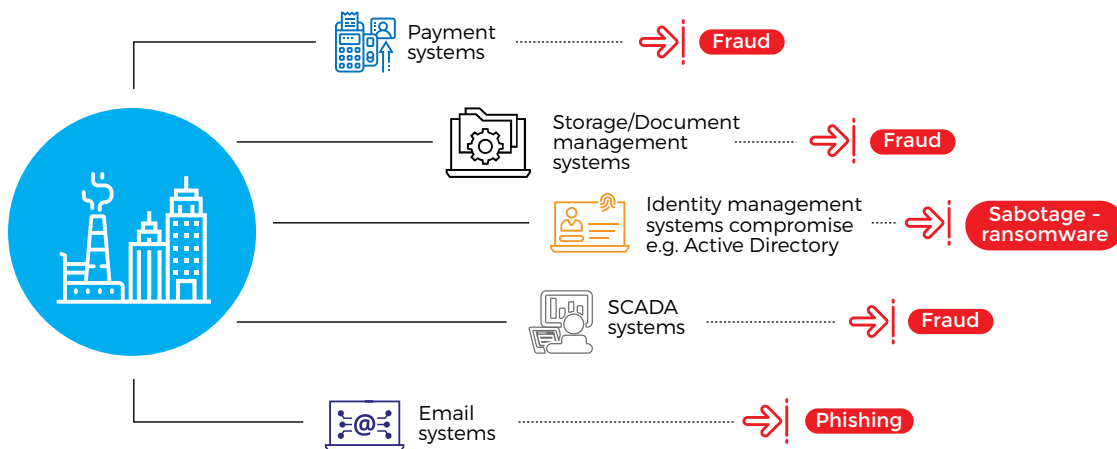 Payment
systems
Fraud
Storage/Document
management
systems
Fraud
Identity management
systems compromise
e.g. Active Directory
Sabotage -
ransomware
SCADA
systems
Fraud
@
Email
systems
Phishing